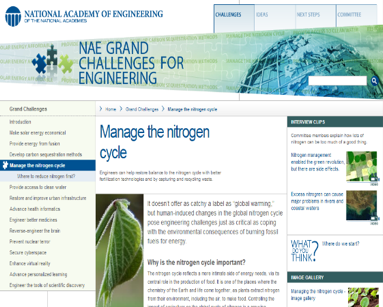 NATIONAL ACADEMY OF ENGINEERING
OF THE NATIONAL ACADEMIES
CHALLENGES
IDEAS
NEXT STEPS
COMMITTEE
NAE GRAND
CHALLENGES FOR
ENGINEERING
Grand Challenges
Introduction
Make solar energy economical
Provide energy from fusion
Develop carbon sequestration methods
Manage the nitrogen cycle
Where to reduce nitrogen first?
Provide access to clean water
Restore and improve urban infrastructure
Advance health informatics
Engineer better medicines
Reverse-engineer the brain
Prevent nuclear terror
Secure cyberspace
Enhance virtual reality
Advance personalized learning
Engineer the tools of scientific discovery
> Home > Grand Challenges > Manage the nitrogen cycle
Manage the nitrogen
cycle
Engineers can help restore balance to the nitrogen cycle with better
fertilization technologies and by capturing and recycling waste.
It doesn't offer as catchy a label as "global warming,"
but human-induced changes in the global nitrogen cycle
pose engineering challenges just as critical as coping
with the environmental consequences of burning fossil
fuels for energy.
Why is the nitrogen cycle important?
The nitrogen cycle reflects a more intimate side of energy needs, via its
central role in the production of food. It is one of the places where the
chemistry of the Earth and life come together, as plants extract nitrogen
from their environment, including the air, to make food. Controlling the
INTERVIEW CLIPS
Committee members explain how lots of
nitrogen can be too much of a good thing.
Nitrogen management
enabled the green revolution,
but there are side effects.
Excess nitrogens can cause
major problems in rivers and
coastal waters
WHAT DO YOU THINK?
Where do we start?
IMAGE GALLERY
Managing the nitrogen cycle -
image gallery